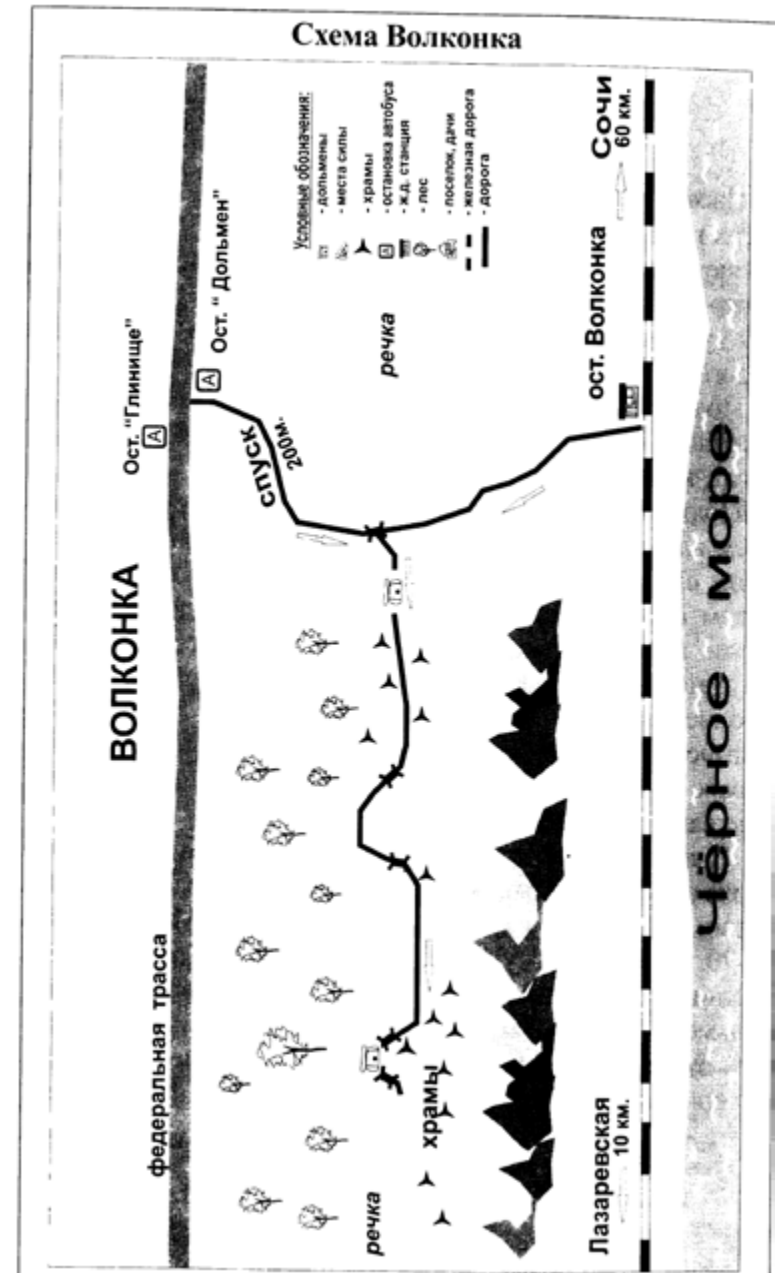 Схема Волконка
ВОЛКОНКА
федеральная трасса
Ост. "Глинище"
А
А
Ост. " Дольмен"
спуск
200м.
Условные обозначения:
- дольмены
- места силы
- храмы
А - остановка автобуса
- ж.д. станция
- лес
- поселок, дачи
- железная дорога
- дорога
речка
речка
храмы
Лазаревская
10 км.
ост. Волконка
Сочи
60 км.
Чёрное море